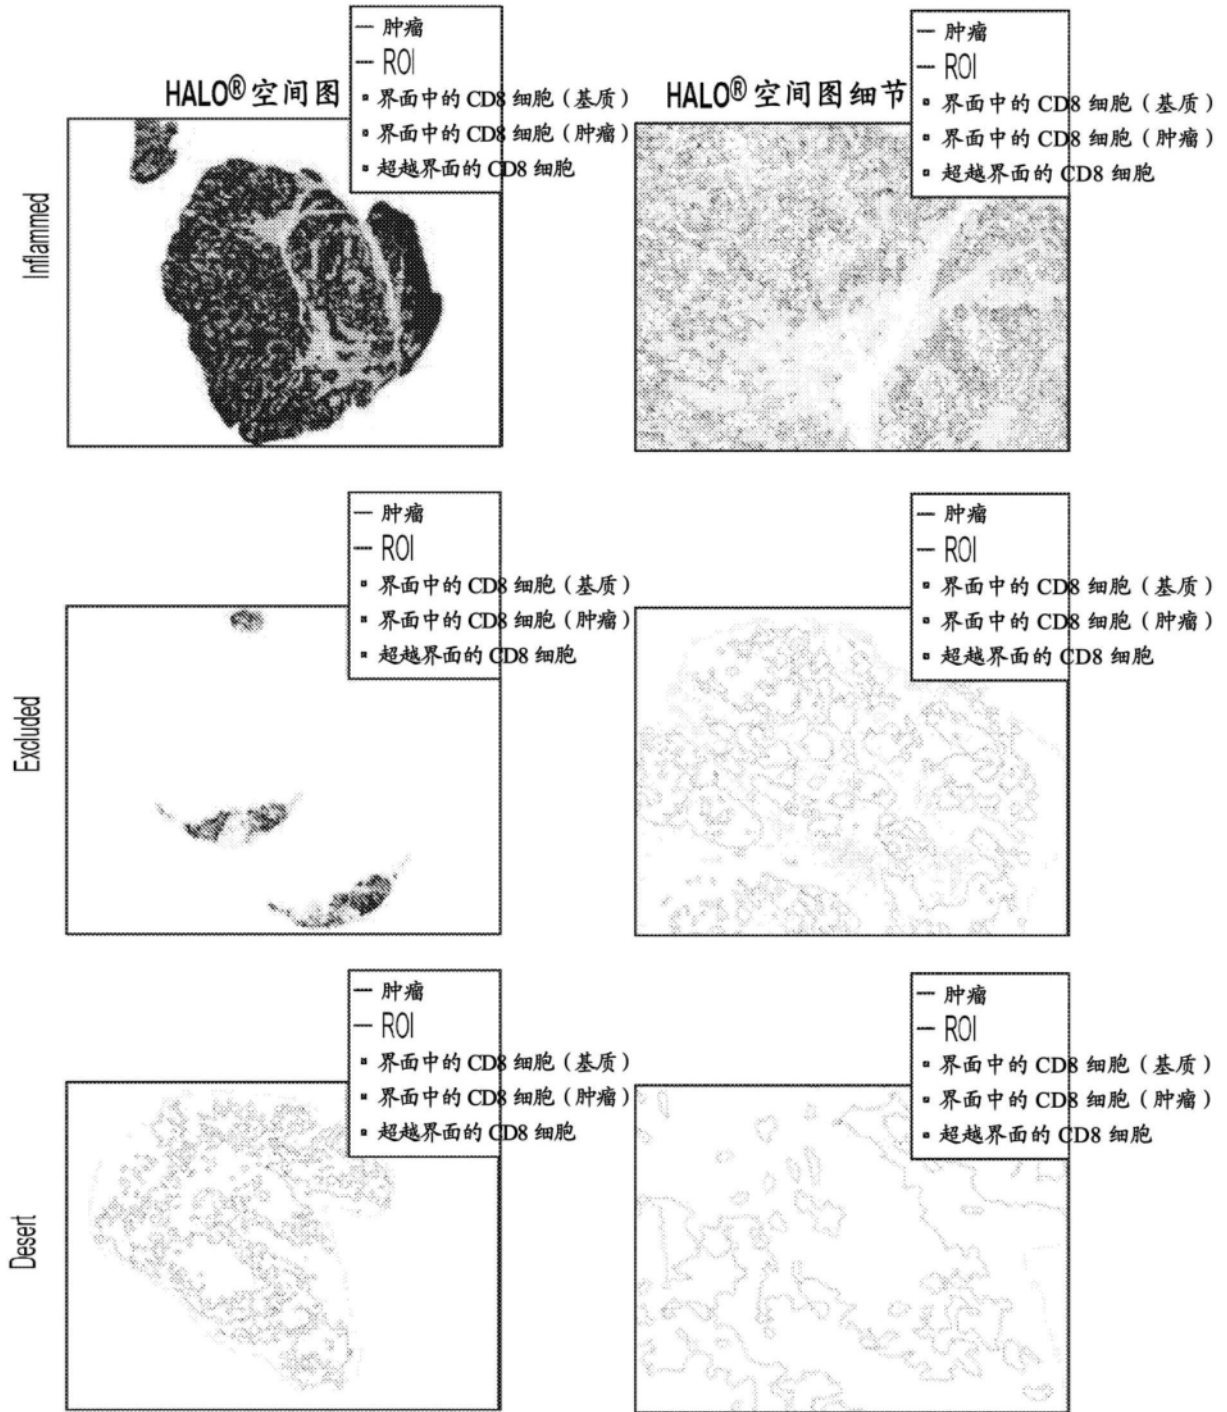 HALO® 空间图
肿瘤
ROI
界面中的 CD8 细胞（基质）
界面中的 CD8 细胞（肿瘤）
超越界面的 CD8 细胞
HALO® 空间图细节
肿瘤
ROI
界面中的 CD8 细胞（基质）
界面中的 CD8 细胞（肿瘤）
超越界面的 CD8 细胞
Inflammed
肿瘤
ROI
界面中的 CD8 细胞（基质）
界面中的 CD8 细胞（肿瘤）
超越界面的 CD8 细胞
肿瘤
ROI
界面中的 CD8 细胞（基质）
界面中的 CD8 细胞（肿瘤）
超越界面的 CD8 细胞
Excluded
肿瘤
ROI
界面中的 CD8 细胞（基质）
界面中的 CD8 细胞（肿瘤）
超越界面的 CD8 细胞
肿瘤
ROI
界面中的 CD8 细胞（基质）
界面中的 CD8 细胞（肿瘤）
超越界面的 CD8 细胞
Desert